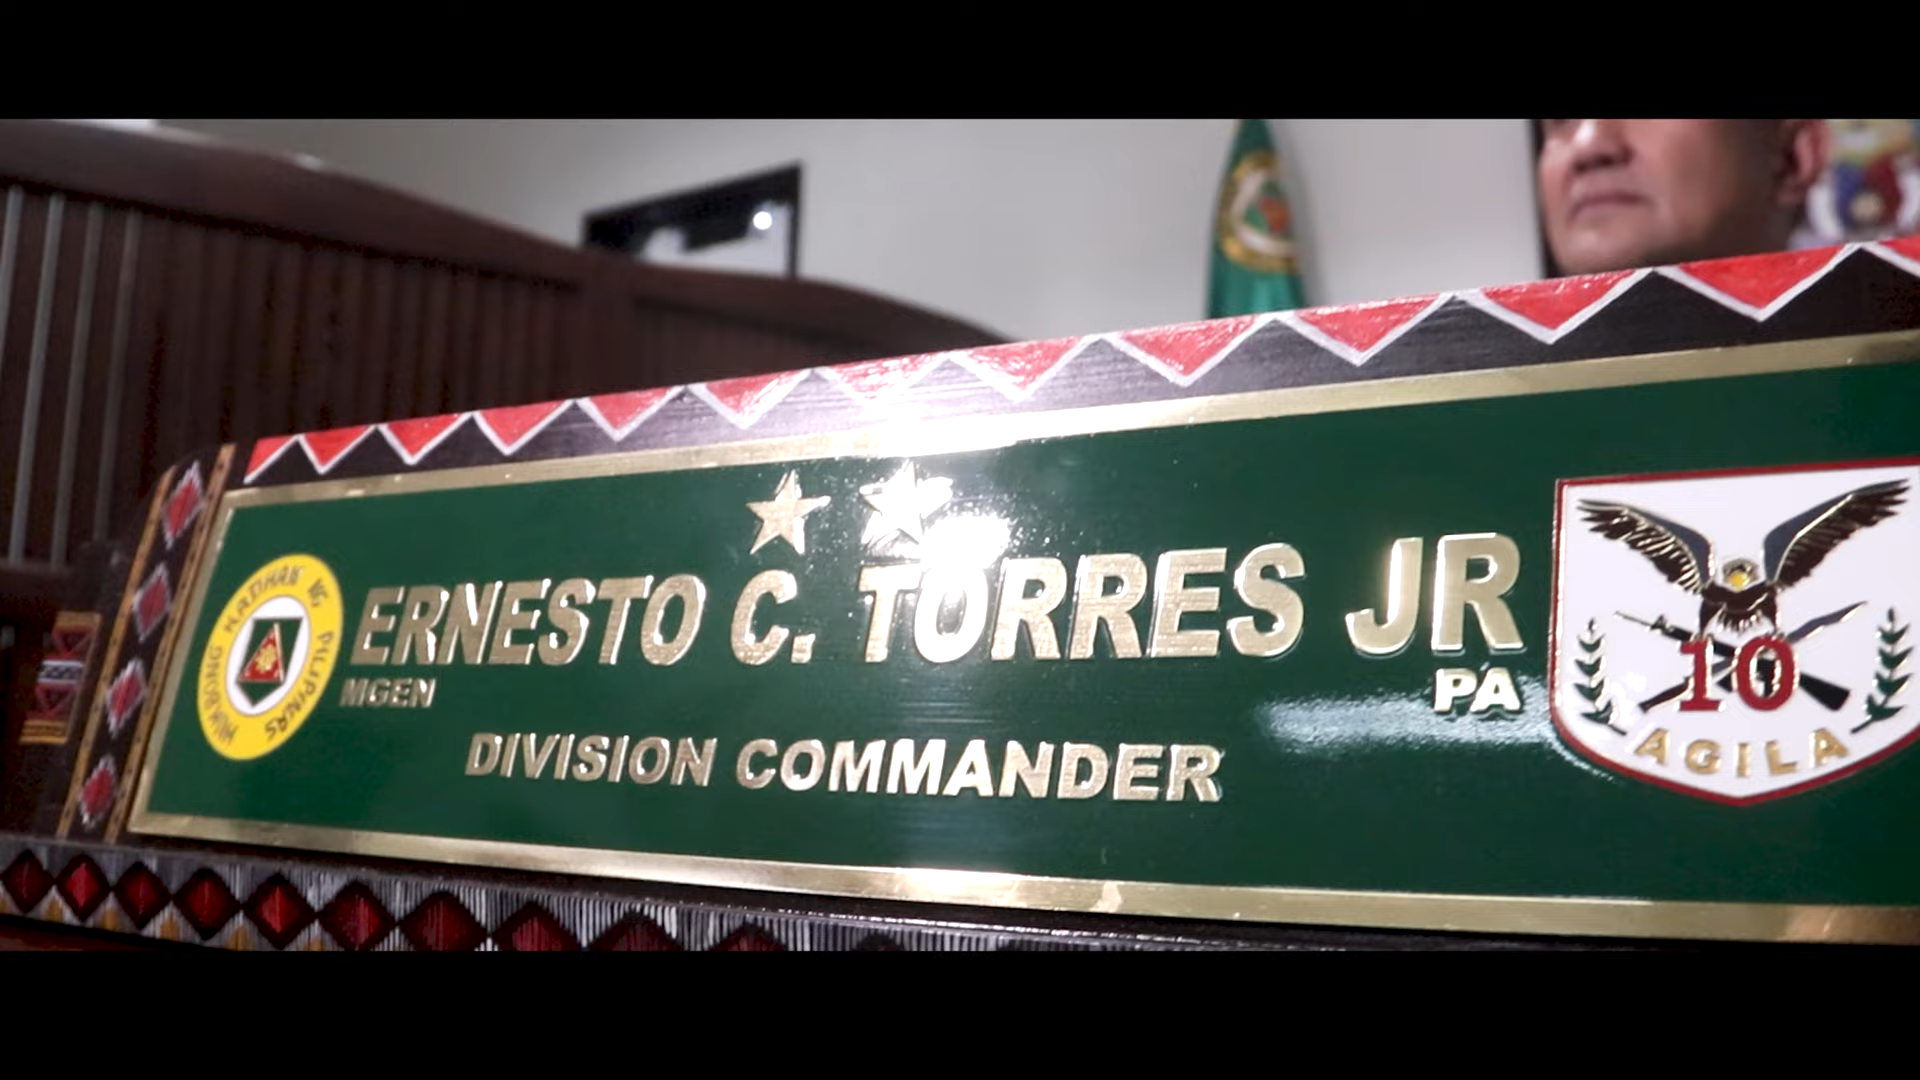 HUKBONG KATIHAN NG PILIPINAS
ERNESTO C. TORRES JR
MGEN
PA
DIVISION COMMANDER
10
AGILA